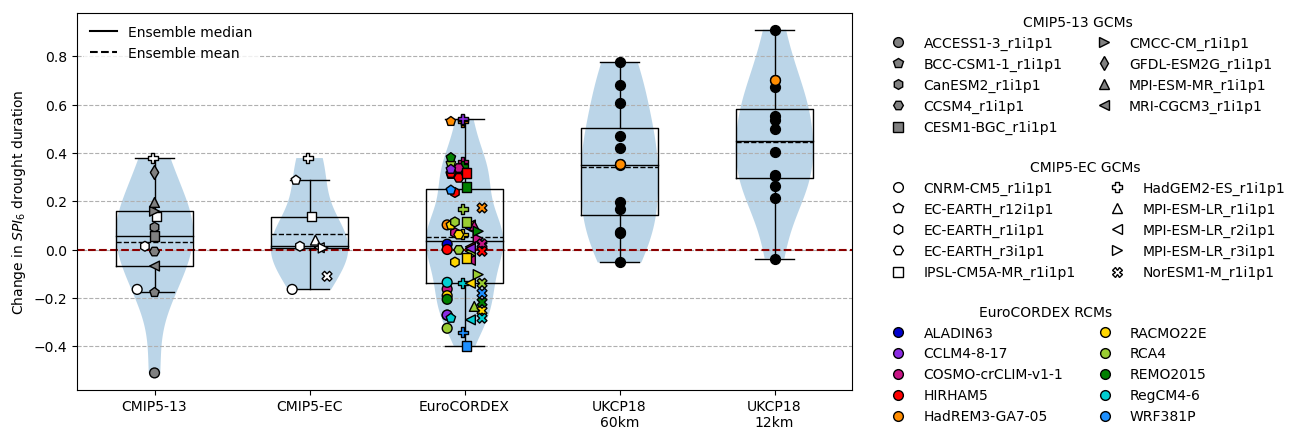 Change in SPI6 drought duration
0.8
0.6
0.4
0.2
0.0
−0.2
−0.4
Ensemble median
Ensemble mean
CMIP5-13
CMIP5-EC
EuroCORDEX
UKCP18
60km
UKCP18
12km
CMIP5-13 GCMs
ACCESS1-3_r1i1p1
BCC-CSM1-1_r1i1p1
CanESM2_r1i1p1
CCSM4_r1i1p1
CESM1-BGC_r1i1p1
CMCC-CM_r1i1p1
GFDL-ESM2G_r1i1p1
MPI-ESM-MR_r1i1p1
MRI-CGCM3_r1i1p1
CMIP5-EC GCMs
CNRM-CM5_r1i1p1
EC-EARTH_r12i1p1
EC-EARTH_r1i1p1
EC-EARTH_r3i1p1
IPSL-CM5A-MR_r1i1p1
HadGEM2-ES_r1i1p1
MPI-ESM-LR_r1i1p1
MPI-ESM-LR_r2i1p1
MPI-ESM-LR_r3i1p1
NorESM1-M_r1i1p1
EuroCORDEX RCMs
ALADIN63
CCLM4-8-17
COSMO-crCLIM-v1-1
HIRHAM5
HadREM3-GA7-05
RACMO22E
RCA4
REMO2015
RegCM4-6
WRF381P